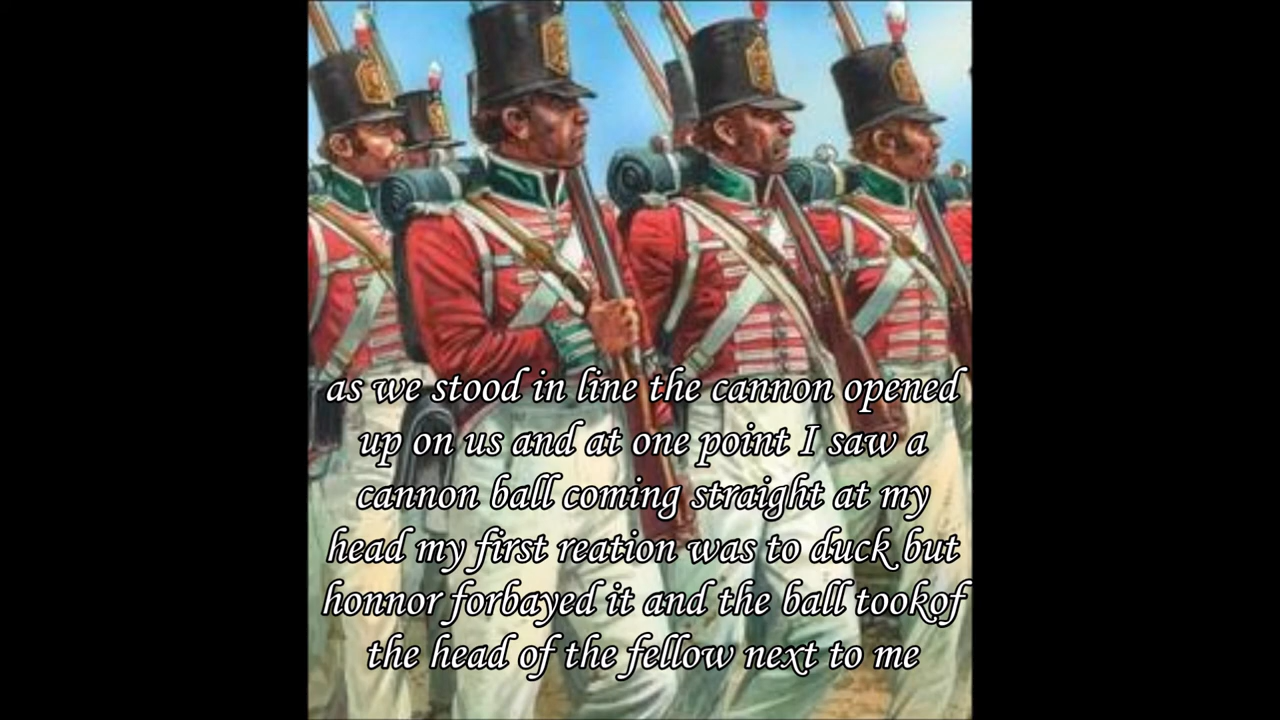 as we stood in line the cannon opened
up on us and at one point I saw a
cannon ball coming straight at my
head my first reation was to duck but
honnor forbayed it and the ball tookof
the head of the fellow next to me